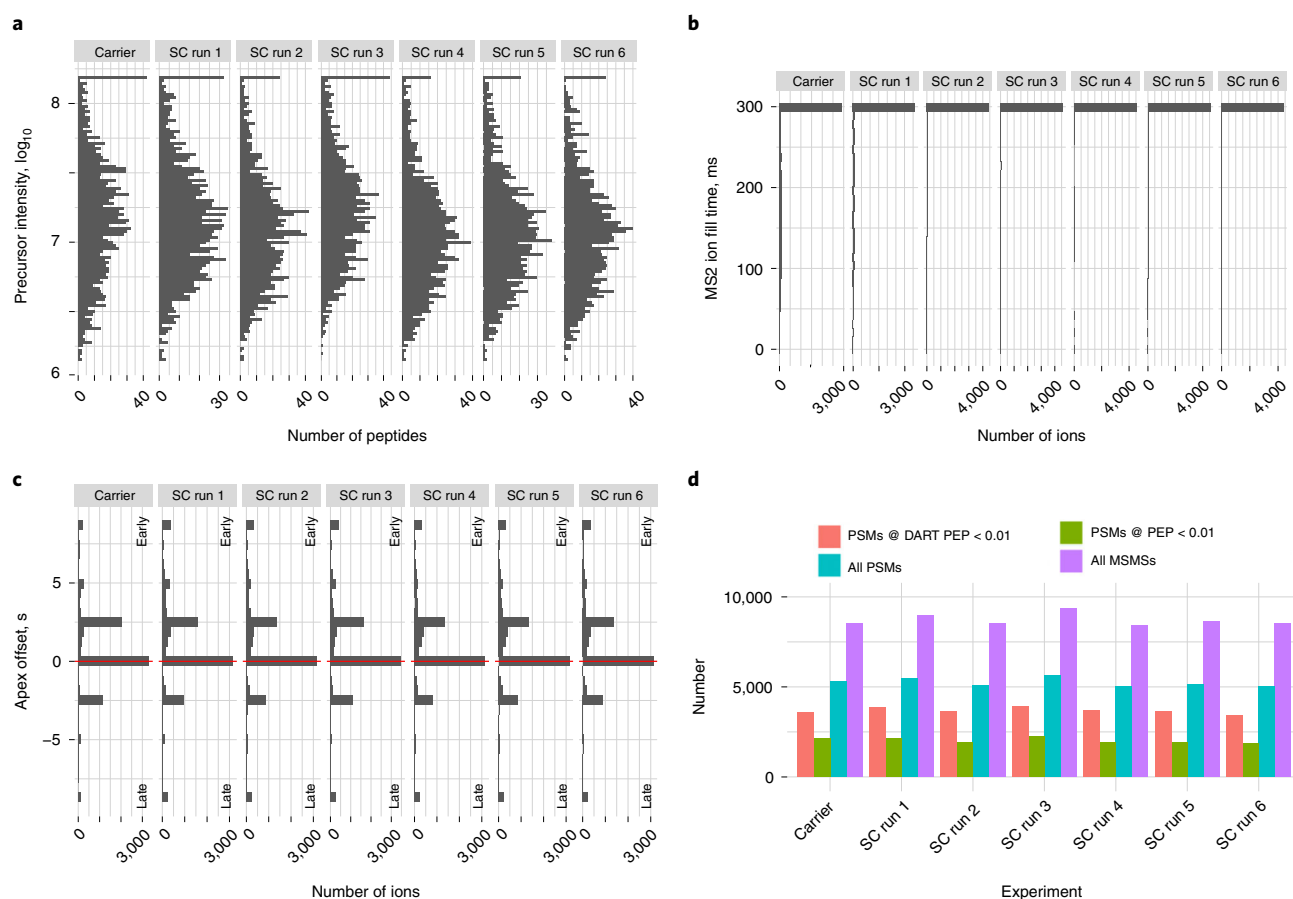 a
Carrier SC run 1 SC run 2 SC run 3 SC run 4 SC run 5 SC run 6
Precursor intensity, log10
8
7
6
0 40 0 30 0 40 0 40 0 40 0 30 0 40
Number of peptides
b
Carrier SC run 1 SC run 2 SC run 3 SC run 4 SC run 5 SC run 6
MS2 ion fill time, ms
300
200
100
0
0 3,000 0 3,000 0 4,000 0 4,000 0 4,000 0 4,000 0 4,000
Number of ions
c
Carrier SC run 1 SC run 2 SC run 3 SC run 4 SC run 5 SC run 6
Early Early Early Early Early Early Early
Apex offset, s
5
0
−5
Late Late Late Late Late Late Late
0 3,000 0 3,000 0 3,000 0 3,000 0 3,000 0 3,000 0 3,000
Number of ions
d
PSMs @ DART PEP < 0.01 PSMs @ PEP < 0.01
All PSMs All MSMSs
Number
10,000
5,000
0
Carrier SC run 1 SC run 2 SC run 3 SC run 4 SC run 5 SC run 6
Experiment